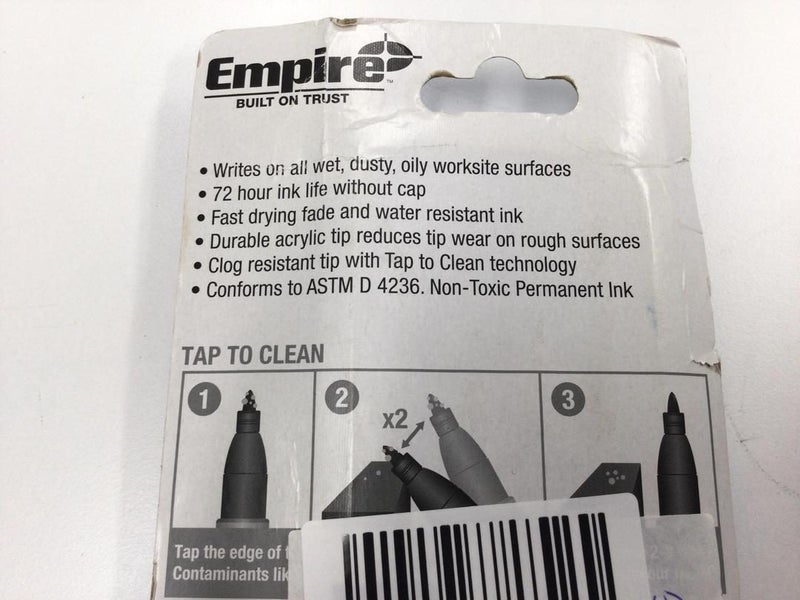 Empire™
BUILT ON TRUST
• Writes on all wet, dusty, oily worksite surfaces
• 72 hour ink life without cap
• Fast drying fade and water resistant ink
• Durable acrylic tip reduces tip wear on rough surfaces
• Clog resistant tip with Tap to Clean technology
• Conforms to ASTM D 4236. Non-Toxic Permanent Ink
TAP TO CLEAN
1
2
x2
3
Tap the edge of
Contaminants lik